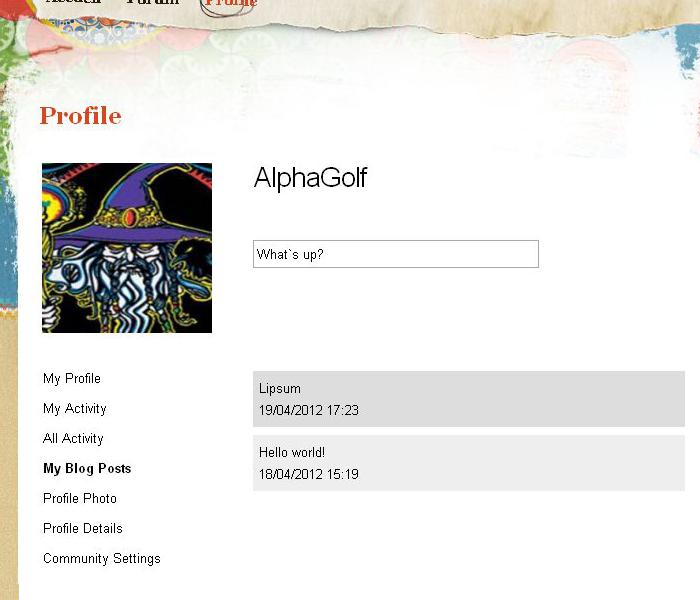 Accueil Forum Profile
Profile
AlphaGolf
What`s up?
My Profile
My Activity
All Activity
My Blog Posts
Profile Photo
Profile Details
Community Settings
Lipsum
19/04/2012 17:23
Hello world!
18/04/2012 15:19